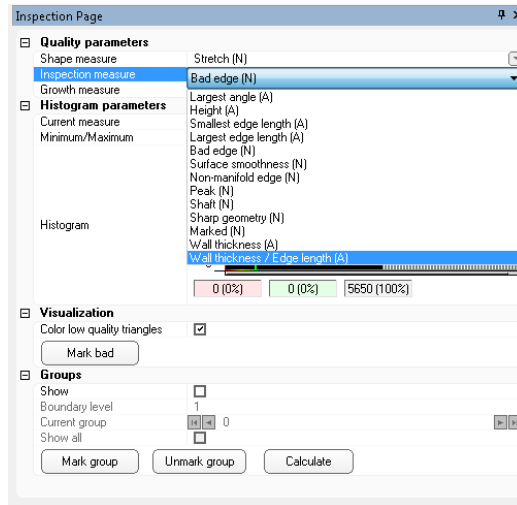 Inspection Page
Quality parameters
Shape measure Stretch (N)
Inspection measure Bad edge (N)
Growth measure
Largest angle (A)
Histogram parameters
Height (A)
Current measure
Smallest edge length (A)
Minimum/Maximum
Largest edge length (A)
Bad edge (N)
Surface smoothness (N)
Non-manifold edge (N)
Peak (N)
Shaft (N)
Sharp geometry (N)
Histogram
Marked (N)
Wall thickness (A)
Wall thickness / Edge length (A)
0 (0%) 0 (0%) 5650 (100%)
Visualization
Color low quality triangles
Mark bad
Groups
Show
Boundary level 1
Current group 0
Show all
Mark group Unmark group Calculate